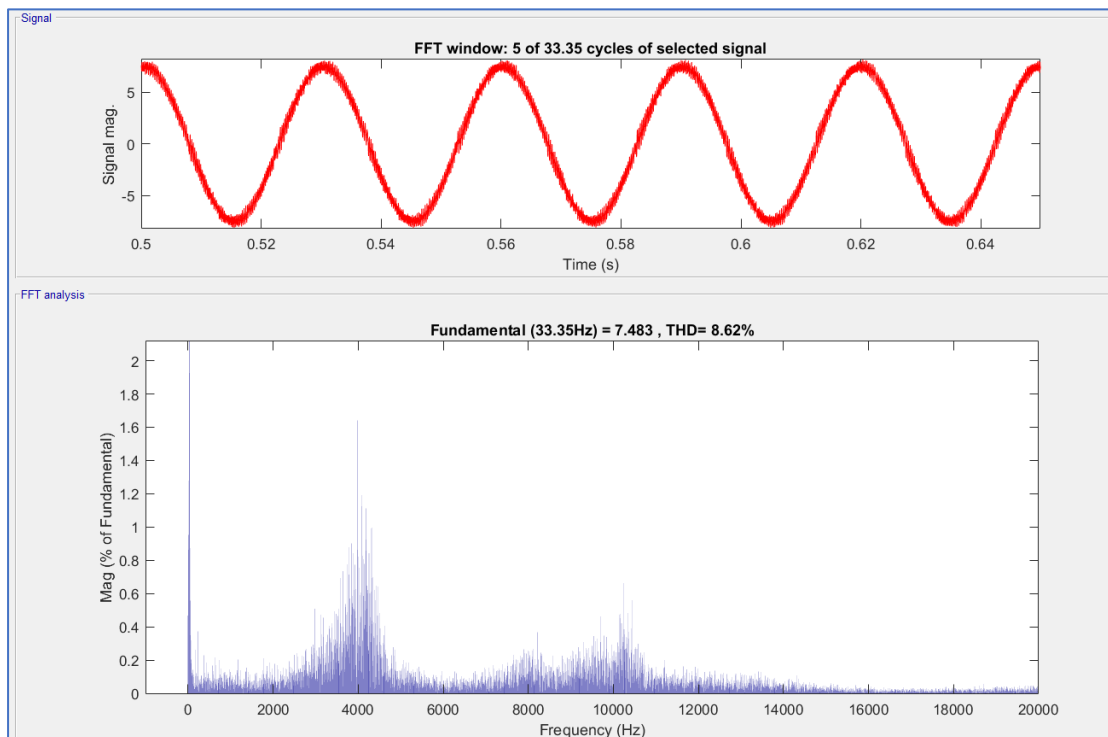 Signal
FFT window: 5 of 33.35 cycles of selected signal
Signal mag.
5
0
-5
0.5 0.52 0.54 0.56 0.58 0.6 0.62 0.64
Time (s)
FFT analysis
Fundamental (33.35Hz) = 7.483 , THD= 8.62%
Mag (% of Fundamental)
2
1.8
1.6
1.4
1.2
1
0.8
0.6
0.4
0.2
0
0 2000 4000 6000 8000 10000 12000 14000 16000 18000 20000
Frequency (Hz)